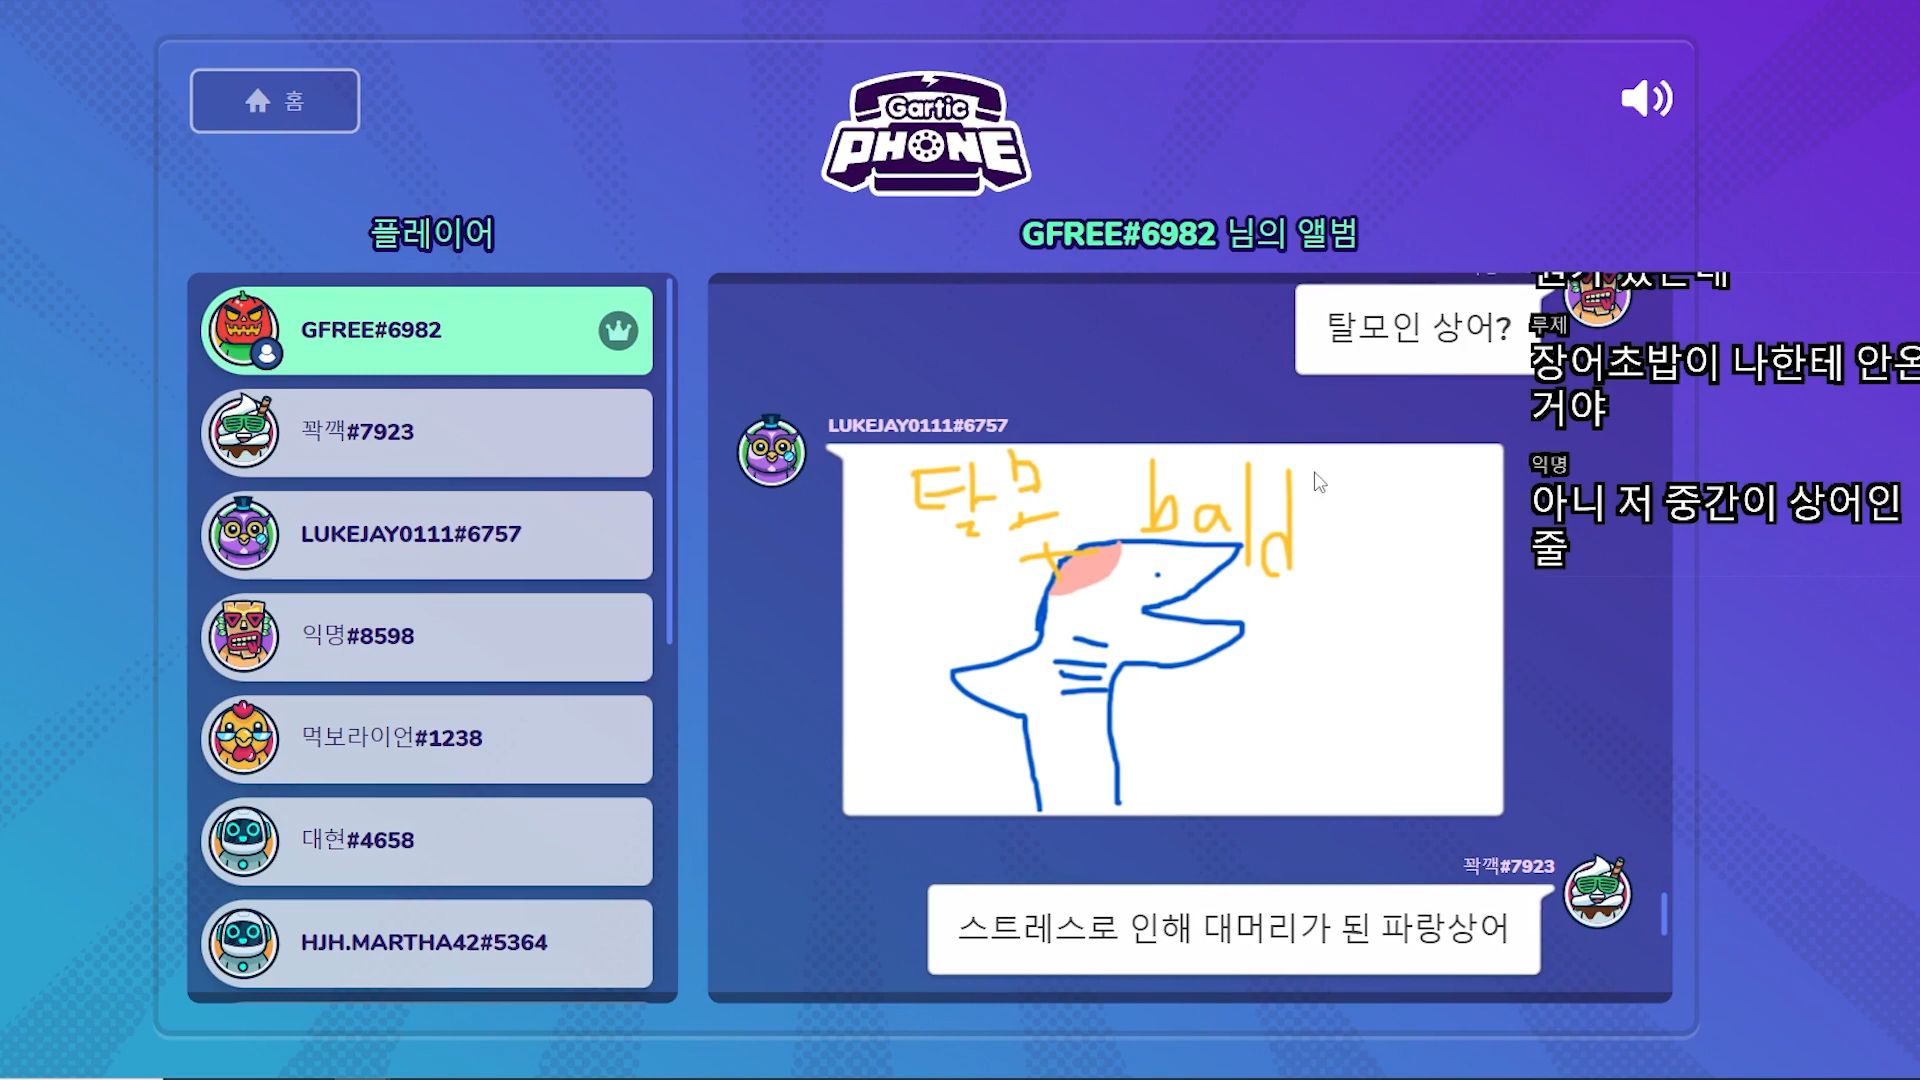 홈
Gartic
PHONE
플레이어
GFREE#6982
꽉깩#7923
LUKEJAY0111#6757
익명#8598
먹보라이언#1238
대현#4658
HJH.MARTHA42#5364
GFREE#6982 님의 앨범
탈모인 상어?
LUKEJAY0111#6757
탈모
bald
꽉깩#7923
스트레스로 인해 대머리가 된 파랑상어
루제
장어초밥이 나한테 안온
거야
익명
아니 저 중간이 상어인
줄